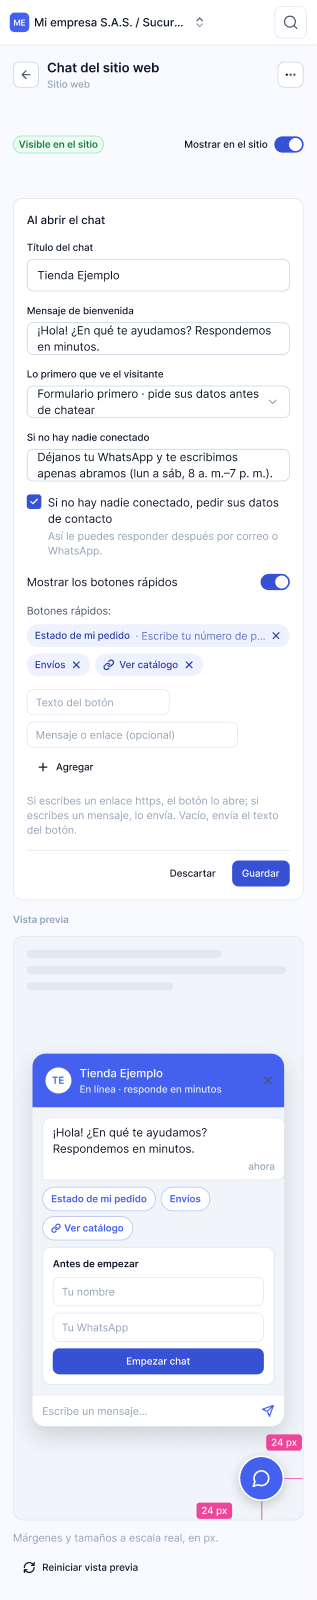 ME Mi empresa S.A.S. / Sucur...
Chat del sitio web
Sitio web
Visible en el sitio
Mostrar en el sitio
Al abrir el chat
Título del chat
Tienda Ejemplo
Mensaje de bienvenida
¡Hola! ¿En qué te ayudamos? Respondemos
en minutos.
Lo primero que ve el visitante
Formulario primero · pide sus datos antes
de chatear
Si no hay nadie conectado
Déjanos tu WhatsApp y te escribimos
apenas abramos (lun a sáb, 8 a. m.–7 p. m.).
Si no hay nadie conectado, pedir sus datos
de contacto
Así le puedes responder después por correo o
WhatsApp.
Mostrar los botones rápidos
Botones rápidos:
Estado de mi pedido · Escribe tu número de p...
Envíos
Ver catálogo
Texto del botón
Mensaje o enlace (opcional)
Agregar
Si escribes un enlace https, el botón lo abre; si
escribes un mensaje, lo envía. Vacío, envía el texto
del botón.
Descartar
Guardar
Vista previa
TE
Tienda Ejemplo
En línea · responde en minutos
¡Hola! ¿En qué te ayudamos?
Respondemos en minutos.
ahora
Estado de mi pedido
Envíos
Ver catálogo
Antes de empezar
Tu nombre
Tu WhatsApp
Empezar chat
Escribe un mensaje...
24 px
24 px
Márgenes y tamaños a escala real, en px.
Reiniciar vista previa